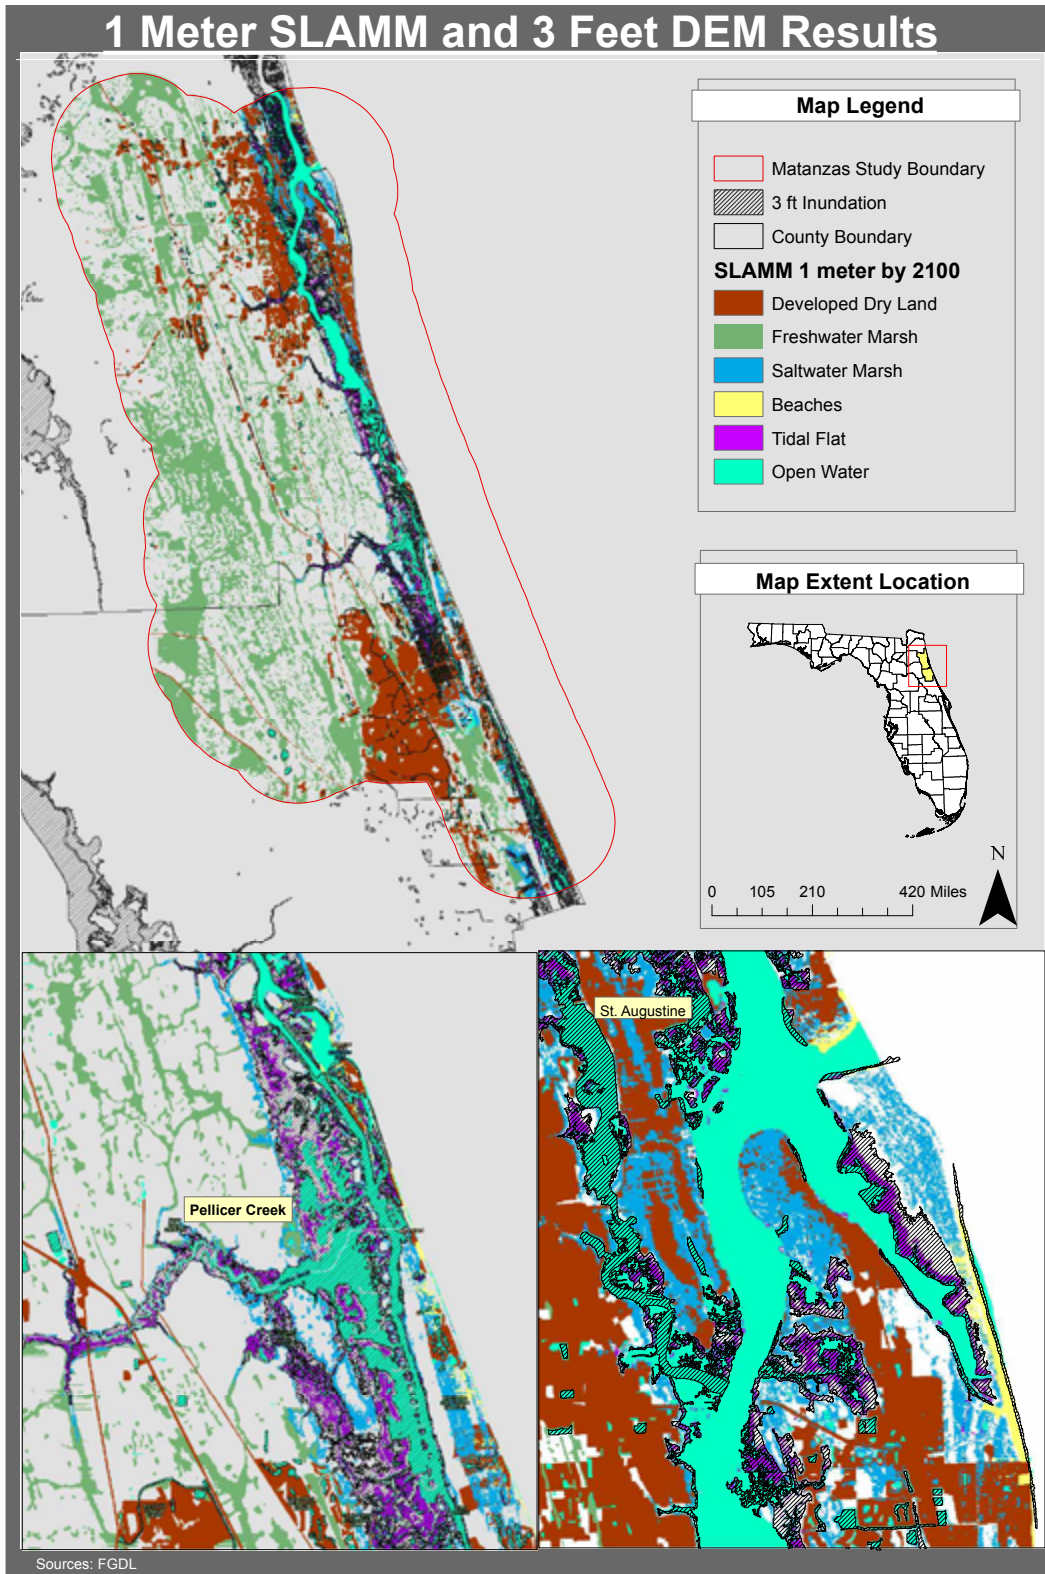 1 Meter SLAMM and 3 Feet DEM Results
Map Legend
Matanzas Study Boundary
3 ft Inundation
County Boundary
SLAMM 1 meter by 2100
Developed Dry Land
Freshwater Marsh
Saltwater Marsh
Beaches
Tidal Flat
Open Water
Map Extent Location
N
0 105 210 420 Miles
Pellicer Creek
St. Augustine
Sources: FGDL